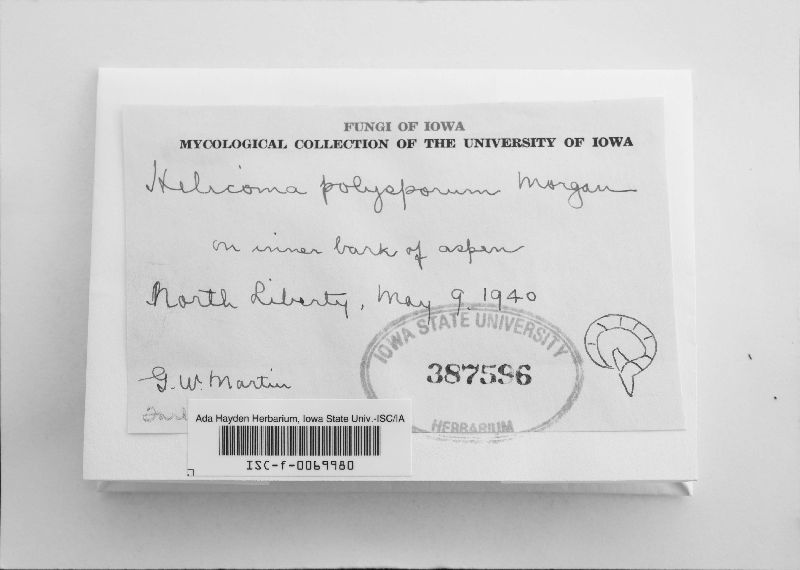 FUNGI OF IOWA
MYCOLOGICAL COLLECTION OF THE UNIVERSITY OF IOWA
Helicoma polysporum Morgan
on inner bark of aspen
North Liberty, May 9, 1940
IOWA STATE UNIVERSITY
387596
HERBARIUM
G.W. Martin
Ada Hayden Herbarium, Iowa State Univ.-ISC/IA
ISC-f-0069980